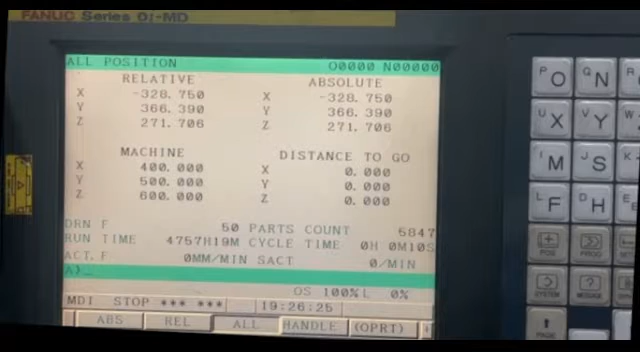 FANUC Series 0i-MD
ALL POSITION O0000 N00000
RELATIVE ABSOLUTE
X -328.750 X -328.750
Y 366.390 Y 366.390
Z 271.706 Z 271.706
MACHINE DISTANCE TO GO
X 400.000 X 0.000
Y 500.000 Y 0.000
Z 600.000 Z 0.000
DRN F 50 PARTS COUNT 5847
RUN TIME 4757H19M CYCLE TIME 0H 0M10S
ACT.F 0MM/MIN SACT 0/MIN
A)_
OS 100% L 0%
MDI STOP *** *** 19:26:25
ABS REL ALL HANDLE (OPRT)
P O Q N R
U X V Y W
I M J S K
L F D H
POS PROG
SYSTEM MESSAGE
PAGE